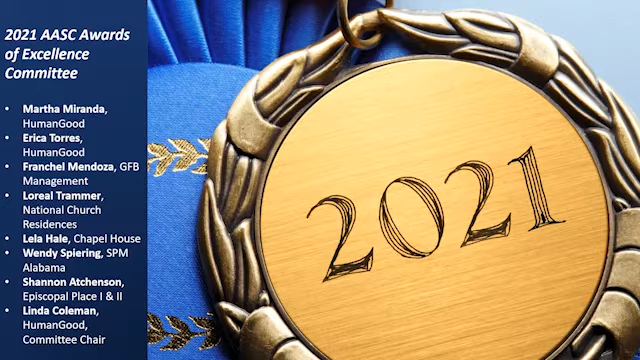 2021 AASC Awards
of Excellence
Committee
• Martha Miranda,
HumanGood
• Erica Torres,
HumanGood
• Franchel Mendoza, GFB
Management
• Loreal Trammer,
National Church
Residences
• Lela Hale, Chapel House
• Wendy Spiering, SPM
Alabama
• Shannon Atchenson,
Episcopal Place I & II
• Linda Coleman,
HumanGood,
Committee Chair
2021